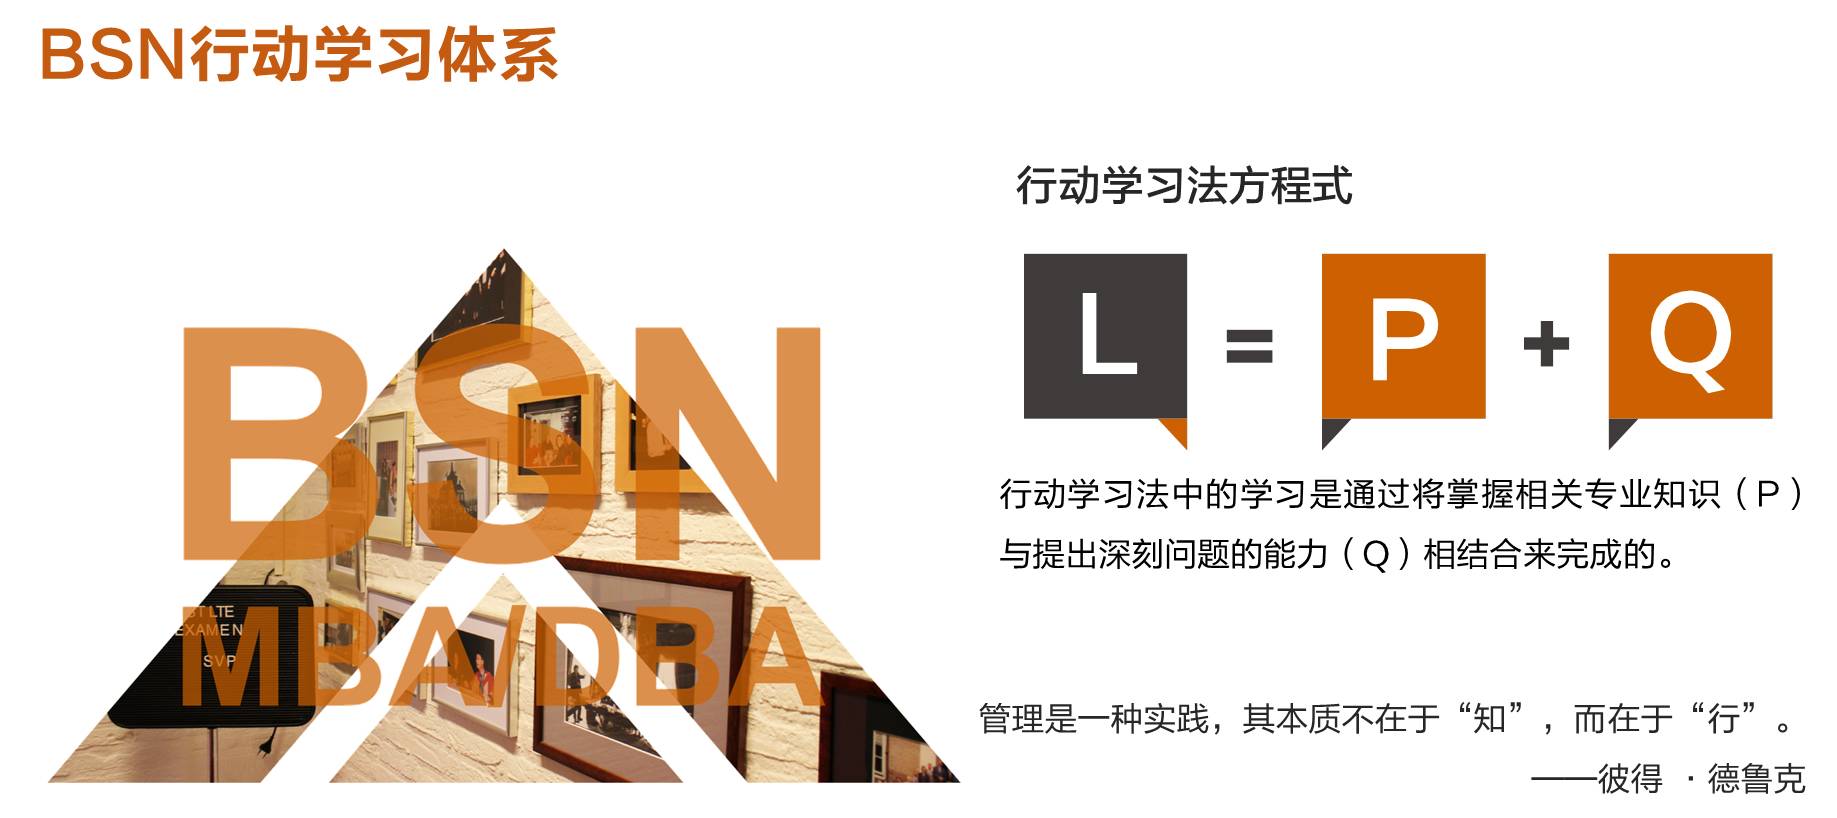 BSN行动学习体系
行动学习法方程式
L = P + Q
行动学习法中的学习是通过将掌握相关专业知识（P）
与提出深刻问题的能力（Q）相结合来完成的。
BSN
MBA/DBA
LTE
EXAMEN
SVP
管理是一种实践，其本质不在于“知”，而在于“行”。
——彼得 · 德鲁克